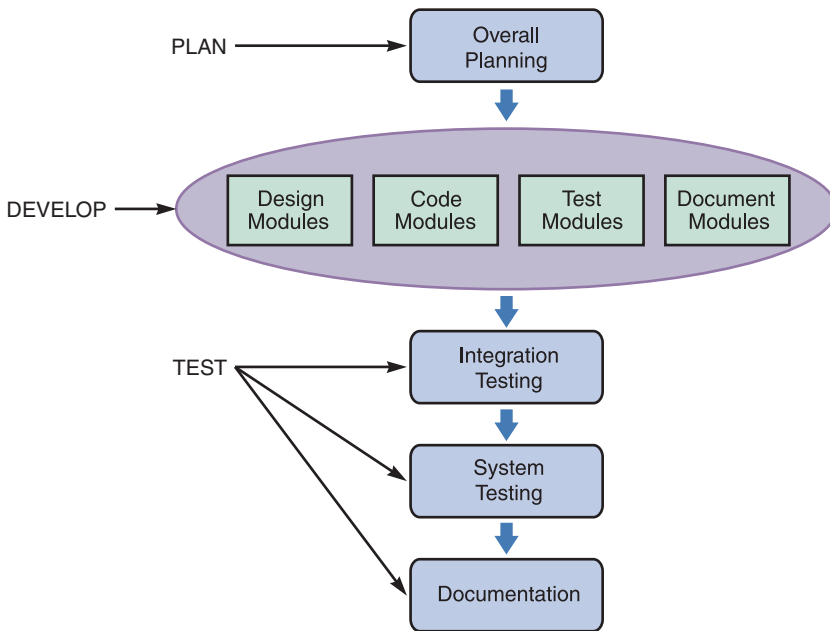 PLAN
Overall
Planning
DEVELOP
Design
Modules
Code
Modules
Test
Modules
Document
Modules
TEST
Integration
Testing
System
Testing
Documentation